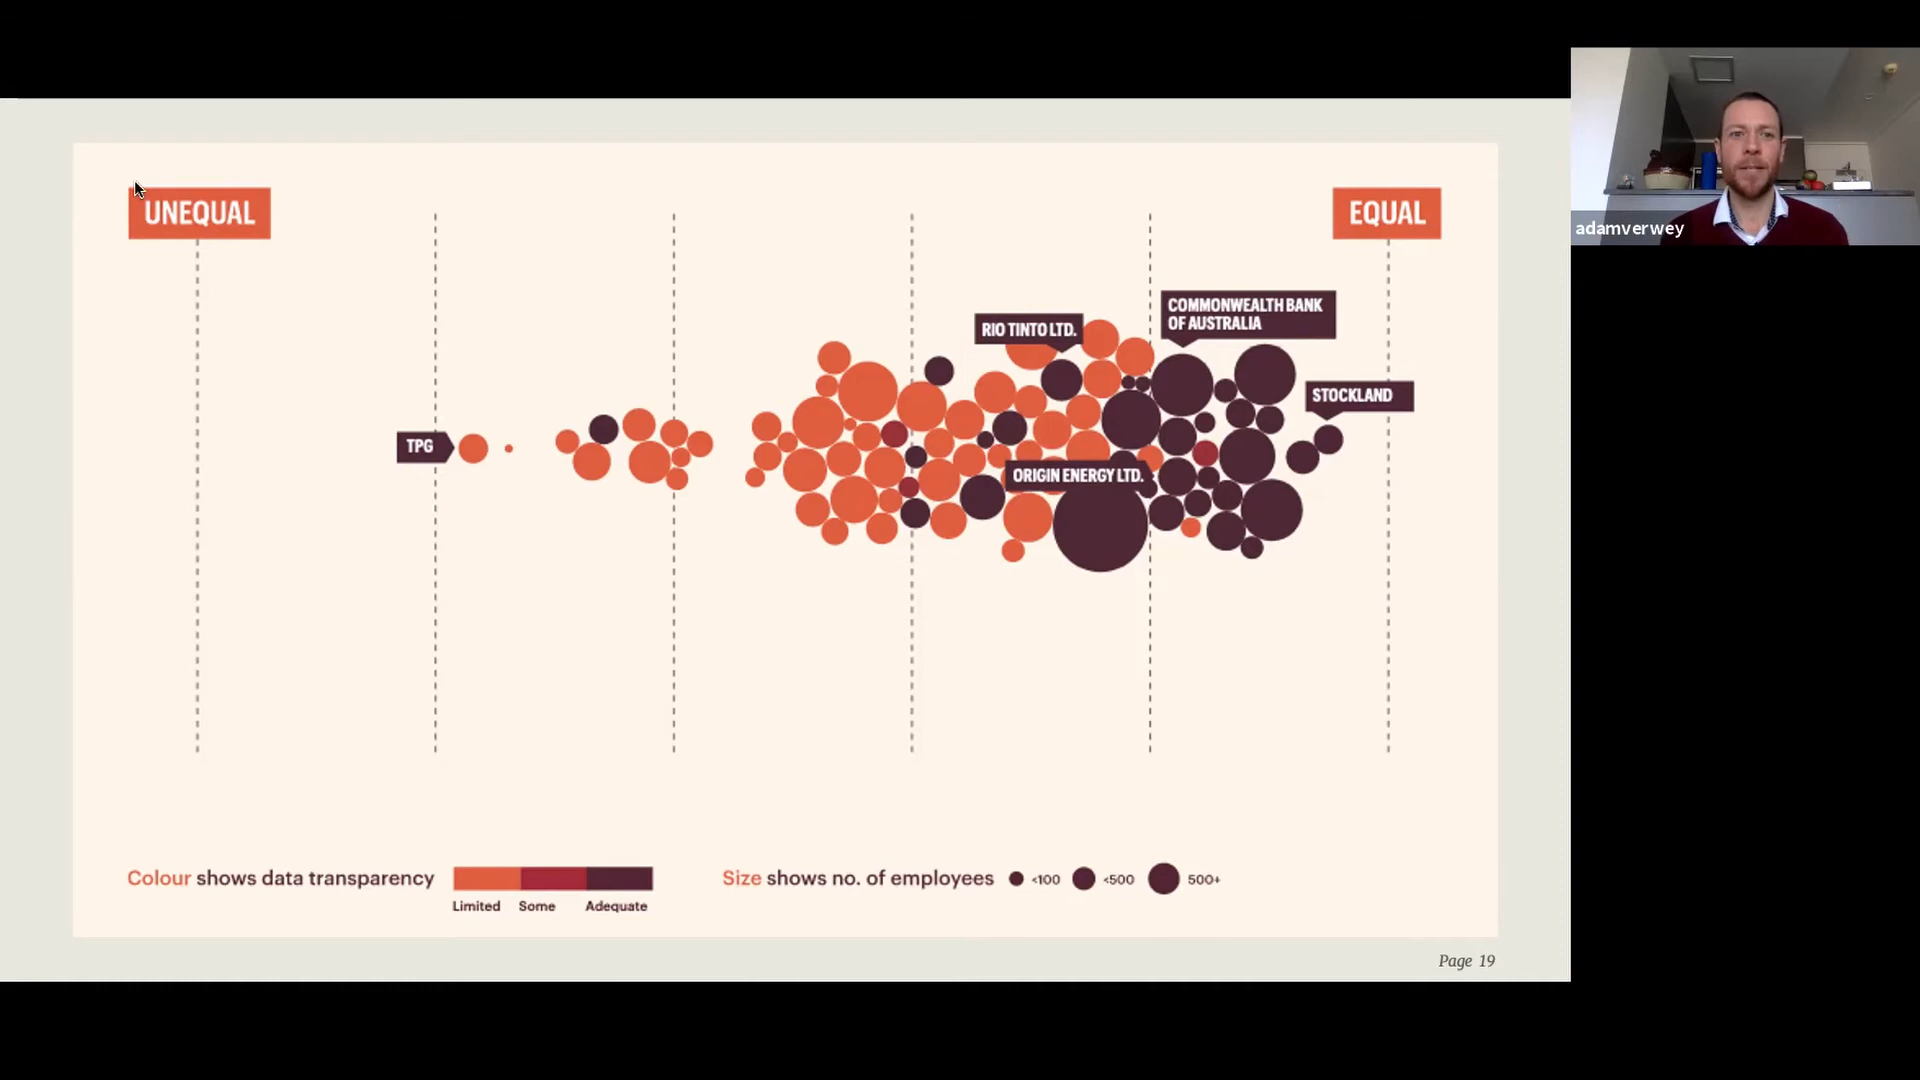 UNEQUAL
EQUAL
adamverwey
COMMONWEALTH BANK
OF AUSTRALIA
RIO TINTO LTD.
STOCKLAND
TPG
ORIGIN ENERGY LTD.
Colour shows data transparency
Limited Some Adequate
Size shows no. of employees <100 <500 500+
Page 19